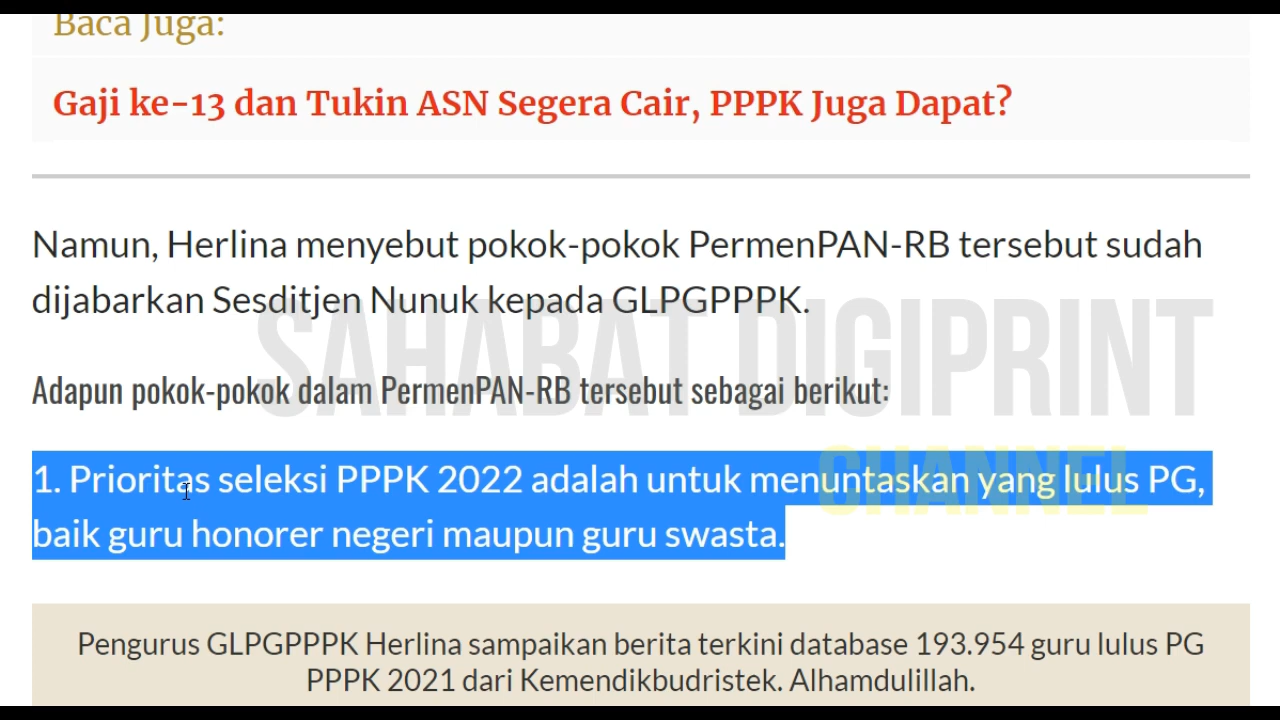 Baca Juga:
Gaji ke-13 dan Tukin ASN Segera Cair, PPPK Juga Dapat?
Namun, Herlina menyebut pokok-pokok PermenPAN-RB tersebut sudah
dijabarkan Sesditjen Nunuk kepada GLPGPPPK.
SAHABAT DIGIPRINT
Adapun pokok-pokok dalam PermenPAN-RB tersebut sebagai berikut:
CHANNEL
1. Prioritas seleksi PPPK 2022 adalah untuk menuntaskan yang lulus PG,
baik guru honorer negeri maupun guru swasta.
Pengurus GLPGPPPK Herlina sampaikan berita terkini database 193.954 guru lulus PG
PPPK 2021 dari Kemendikbudristek. Alhamdulillah.